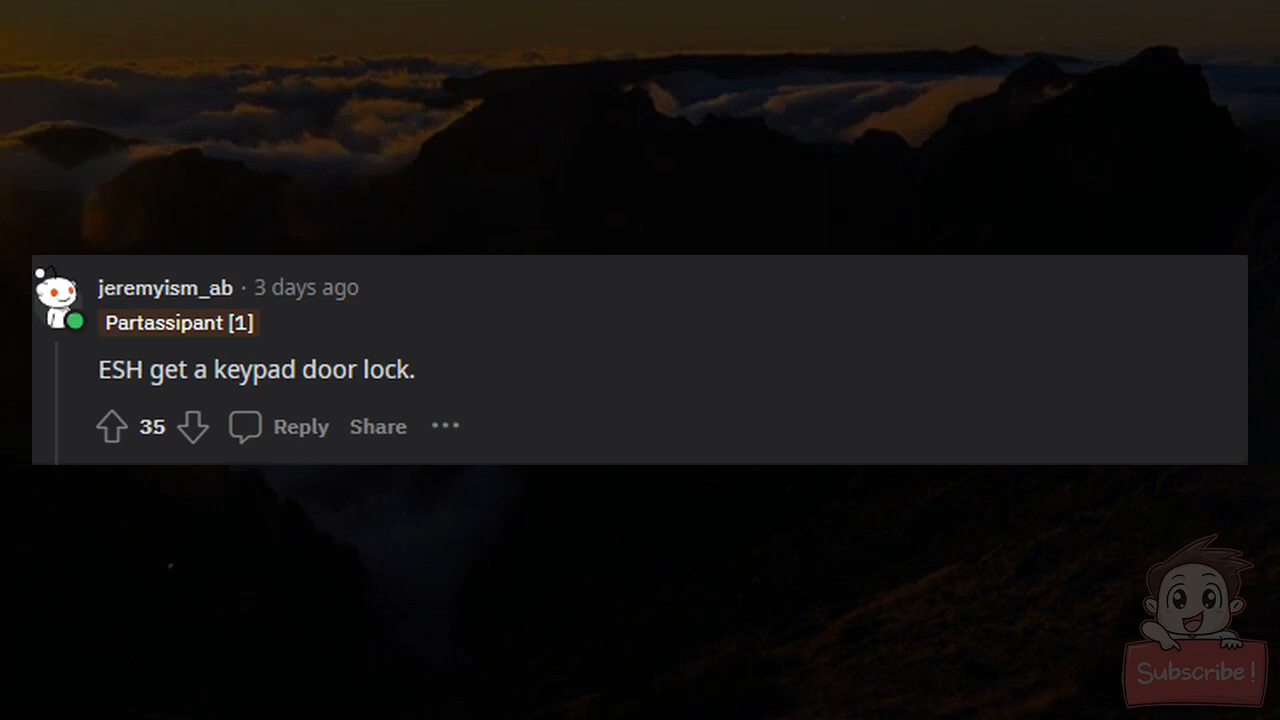 jeremyism_ab · 3 days ago
Partassipant [1]
ESH get a keypad door lock.
35 Reply Share ···
Subscribe!